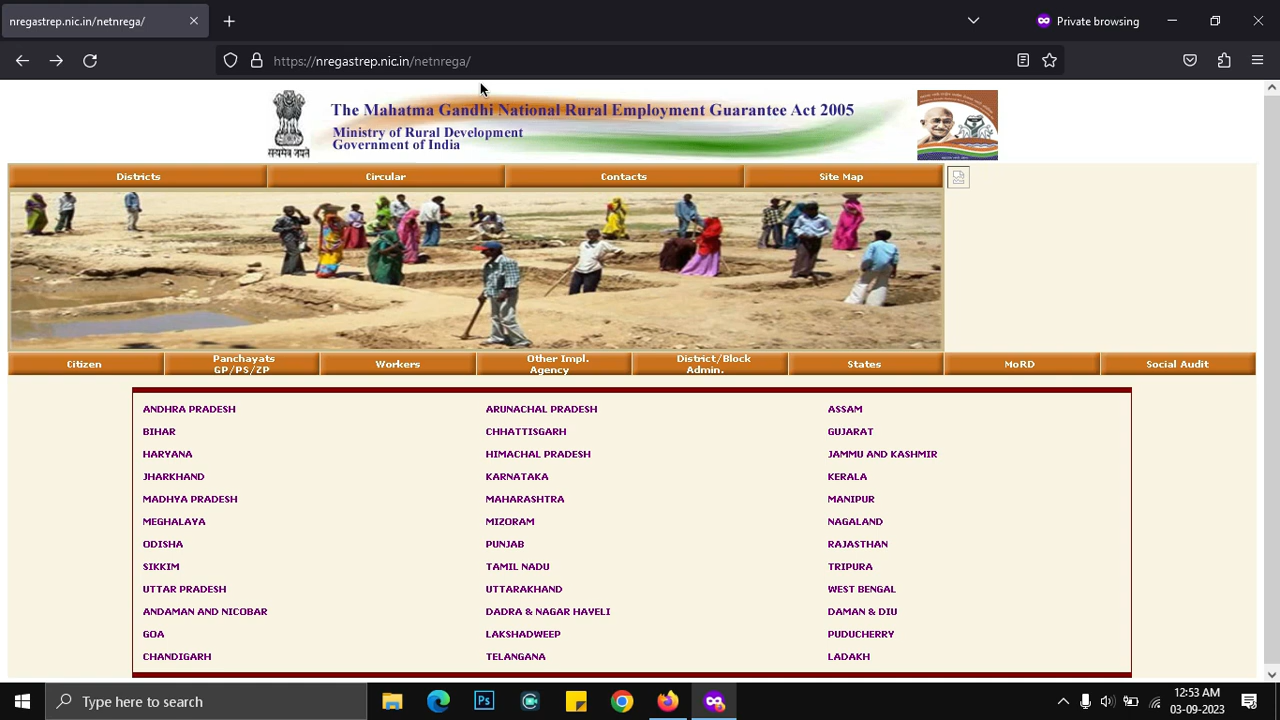 nregastrep.nic.in/netnrega/
Private browsing
https://nregastrep.nic.in/netnrega/
The Mahatma Gandhi National Rural Employment Guarantee Act 2005
Ministry of Rural Development
Government of India
सत्यमेव जयते
Districts Circular Contacts Site Map
Citizen Panchayats GP/PS/ZP Workers Other Impl. Agency District/Block Admin. States MoRD Social Audit
ANDHRA PRADESH ARUNACHAL PRADESH ASSAM
BIHAR CHHATTISGARH GUJARAT
HARYANA HIMACHAL PRADESH JAMMU AND KASHMIR
JHARKHAND KARNATAKA KERALA
MADHYA PRADESH MAHARASHTRA MANIPUR
MEGHALAYA MIZORAM NAGALAND
ODISHA PUNJAB RAJASTHAN
SIKKIM TAMIL NADU TRIPURA
UTTAR PRADESH UTTARAKHAND WEST BENGAL
ANDAMAN AND NICOBAR DADRA & NAGAR HAVELI DAMAN & DIU
GOA LAKSHADWEEP PUDUCHERRY
CHANDIGARH TELANGANA LADAKH
Type here to search
Ps
12:53 AM
03-09-2023